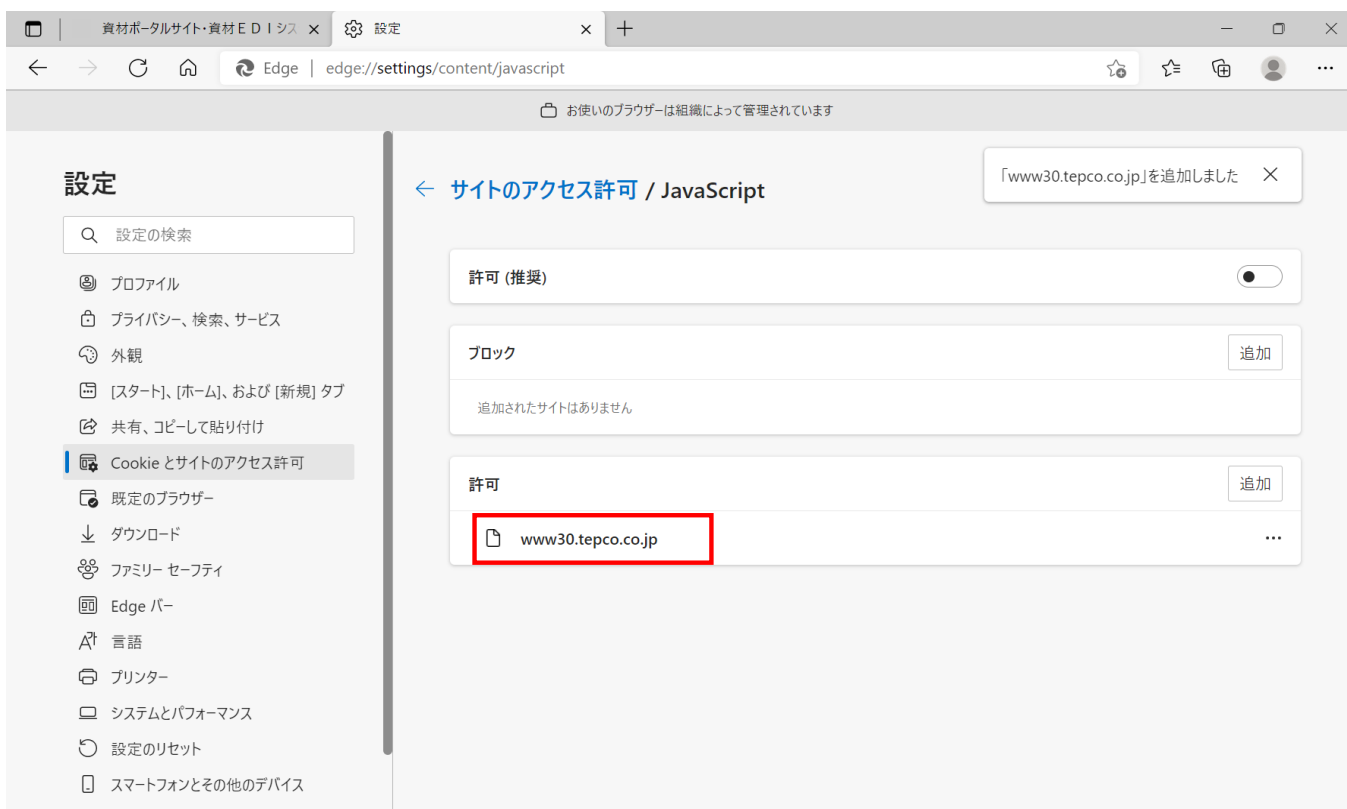 資材ポータルサイト・資材ＥＤＩシス
設定
Edge | edge://settings/content/javascript
お使いのブラウザーは組織によって管理されています
設定
設定の検索
プロファイル
プライバシー、検索、サービス
外観
[スタート]、[ホーム]、および [新規] タブ
共有、コピーして貼り付け
Cookie とサイトのアクセス許可
既定のブラウザー
ダウンロード
ファミリー セーフティ
Edge バー
言語
プリンター
システムとパフォーマンス
設定のリセット
スマートフォンとその他のデバイス
サイトのアクセス許可 / JavaScript
「www30.tepco.co.jp」を追加しました
許可 (推奨)
ブロック
追加
追加されたサイトはありません
許可
追加
www30.tepco.co.jp